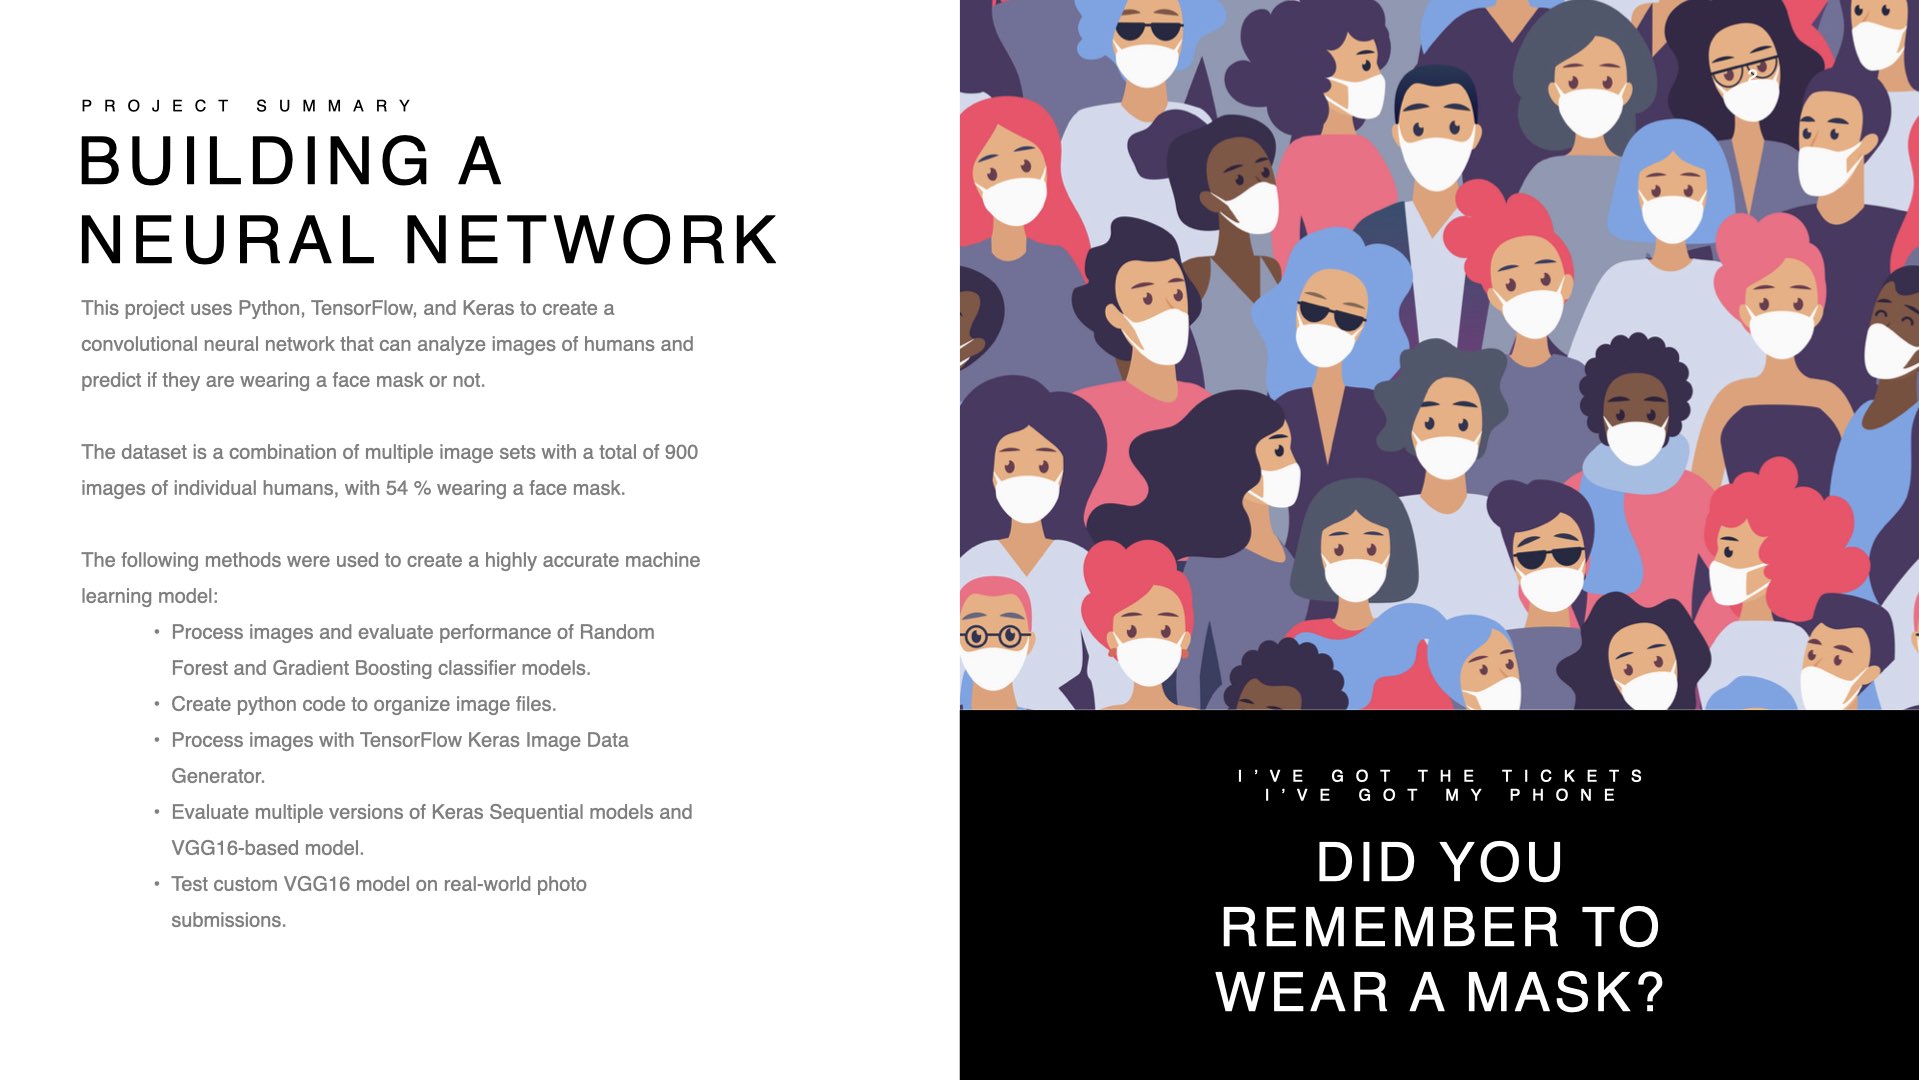 PROJECT SUMMARY
BUILDING A
NEURAL NETWORK
This project uses Python, TensorFlow, and Keras to create a
convolutional neural network that can analyze images of humans and
predict if they are wearing a face mask or not.
The dataset is a combination of multiple image sets with a total of 900
images of individual humans, with 54 % wearing a face mask.
The following methods were used to create a highly accurate machine
learning model:
• Process images and evaluate performance of Random
Forest and Gradient Boosting classifier models.
• Create python code to organize image files.
• Process images with TensorFlow Keras Image Data
Generator.
• Evaluate multiple versions of Keras Sequential models and
VGG16-based model.
• Test custom VGG16 model on real-world photo
submissions.
I’VE GOT THE TICKETS
I’VE GOT MY PHONE
DID YOU
REMEMBER TO
WEAR A MASK?